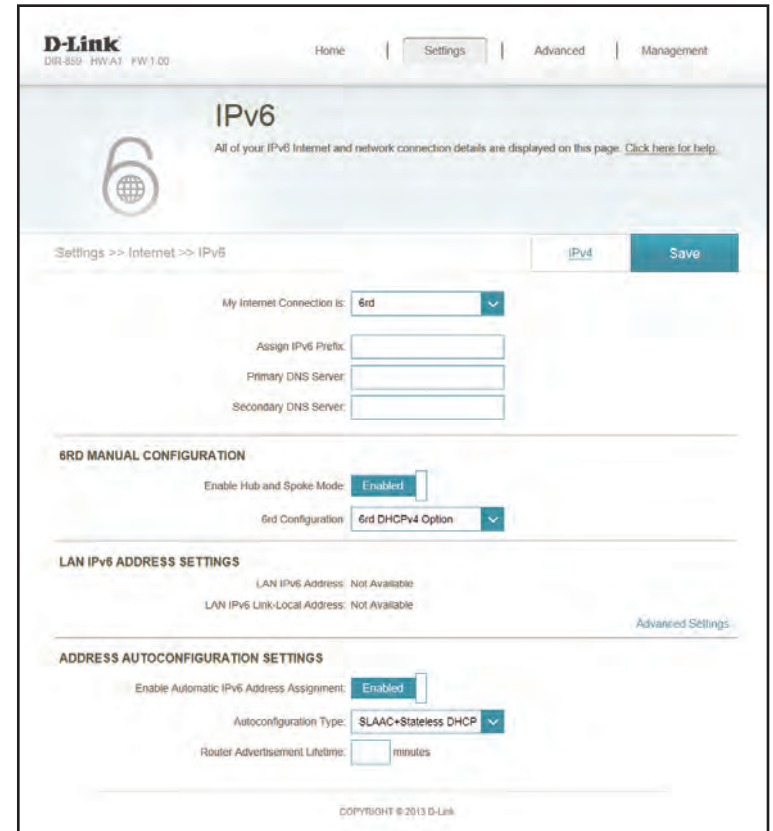 D-Link
DIR-859 HW:A1 FW:1.00
Home | Settings | Advanced | Management
IPv6
All of your IPv6 Internet and network connection details are displayed on this page. Click here for help.
6
Settings >> Internet >> IPv6
IPv4
Save
My Internet Connection is: 6rd
Assign IPv6 Prefix:
Primary DNS Server:
Secondary DNS Server:
6RD MANUAL CONFIGURATION
Enable Hub and Spoke Mode: Enabled
6rd Configuration: 6rd DHCPv4 Option
LAN IPv6 ADDRESS SETTINGS
LAN IPv6 Address: Not Available
LAN IPv6 Link-Local Address: Not Available
Advanced Settings
ADDRESS AUTOCONFIGURATION SETTINGS
Enable Automatic IPv6 Address Assignment: Enabled
Autoconfiguration Type: SLAAC+Stateless DHCP
Router Advertisement Lifetime: minutes
COPYRIGHT © 2013 D-Link